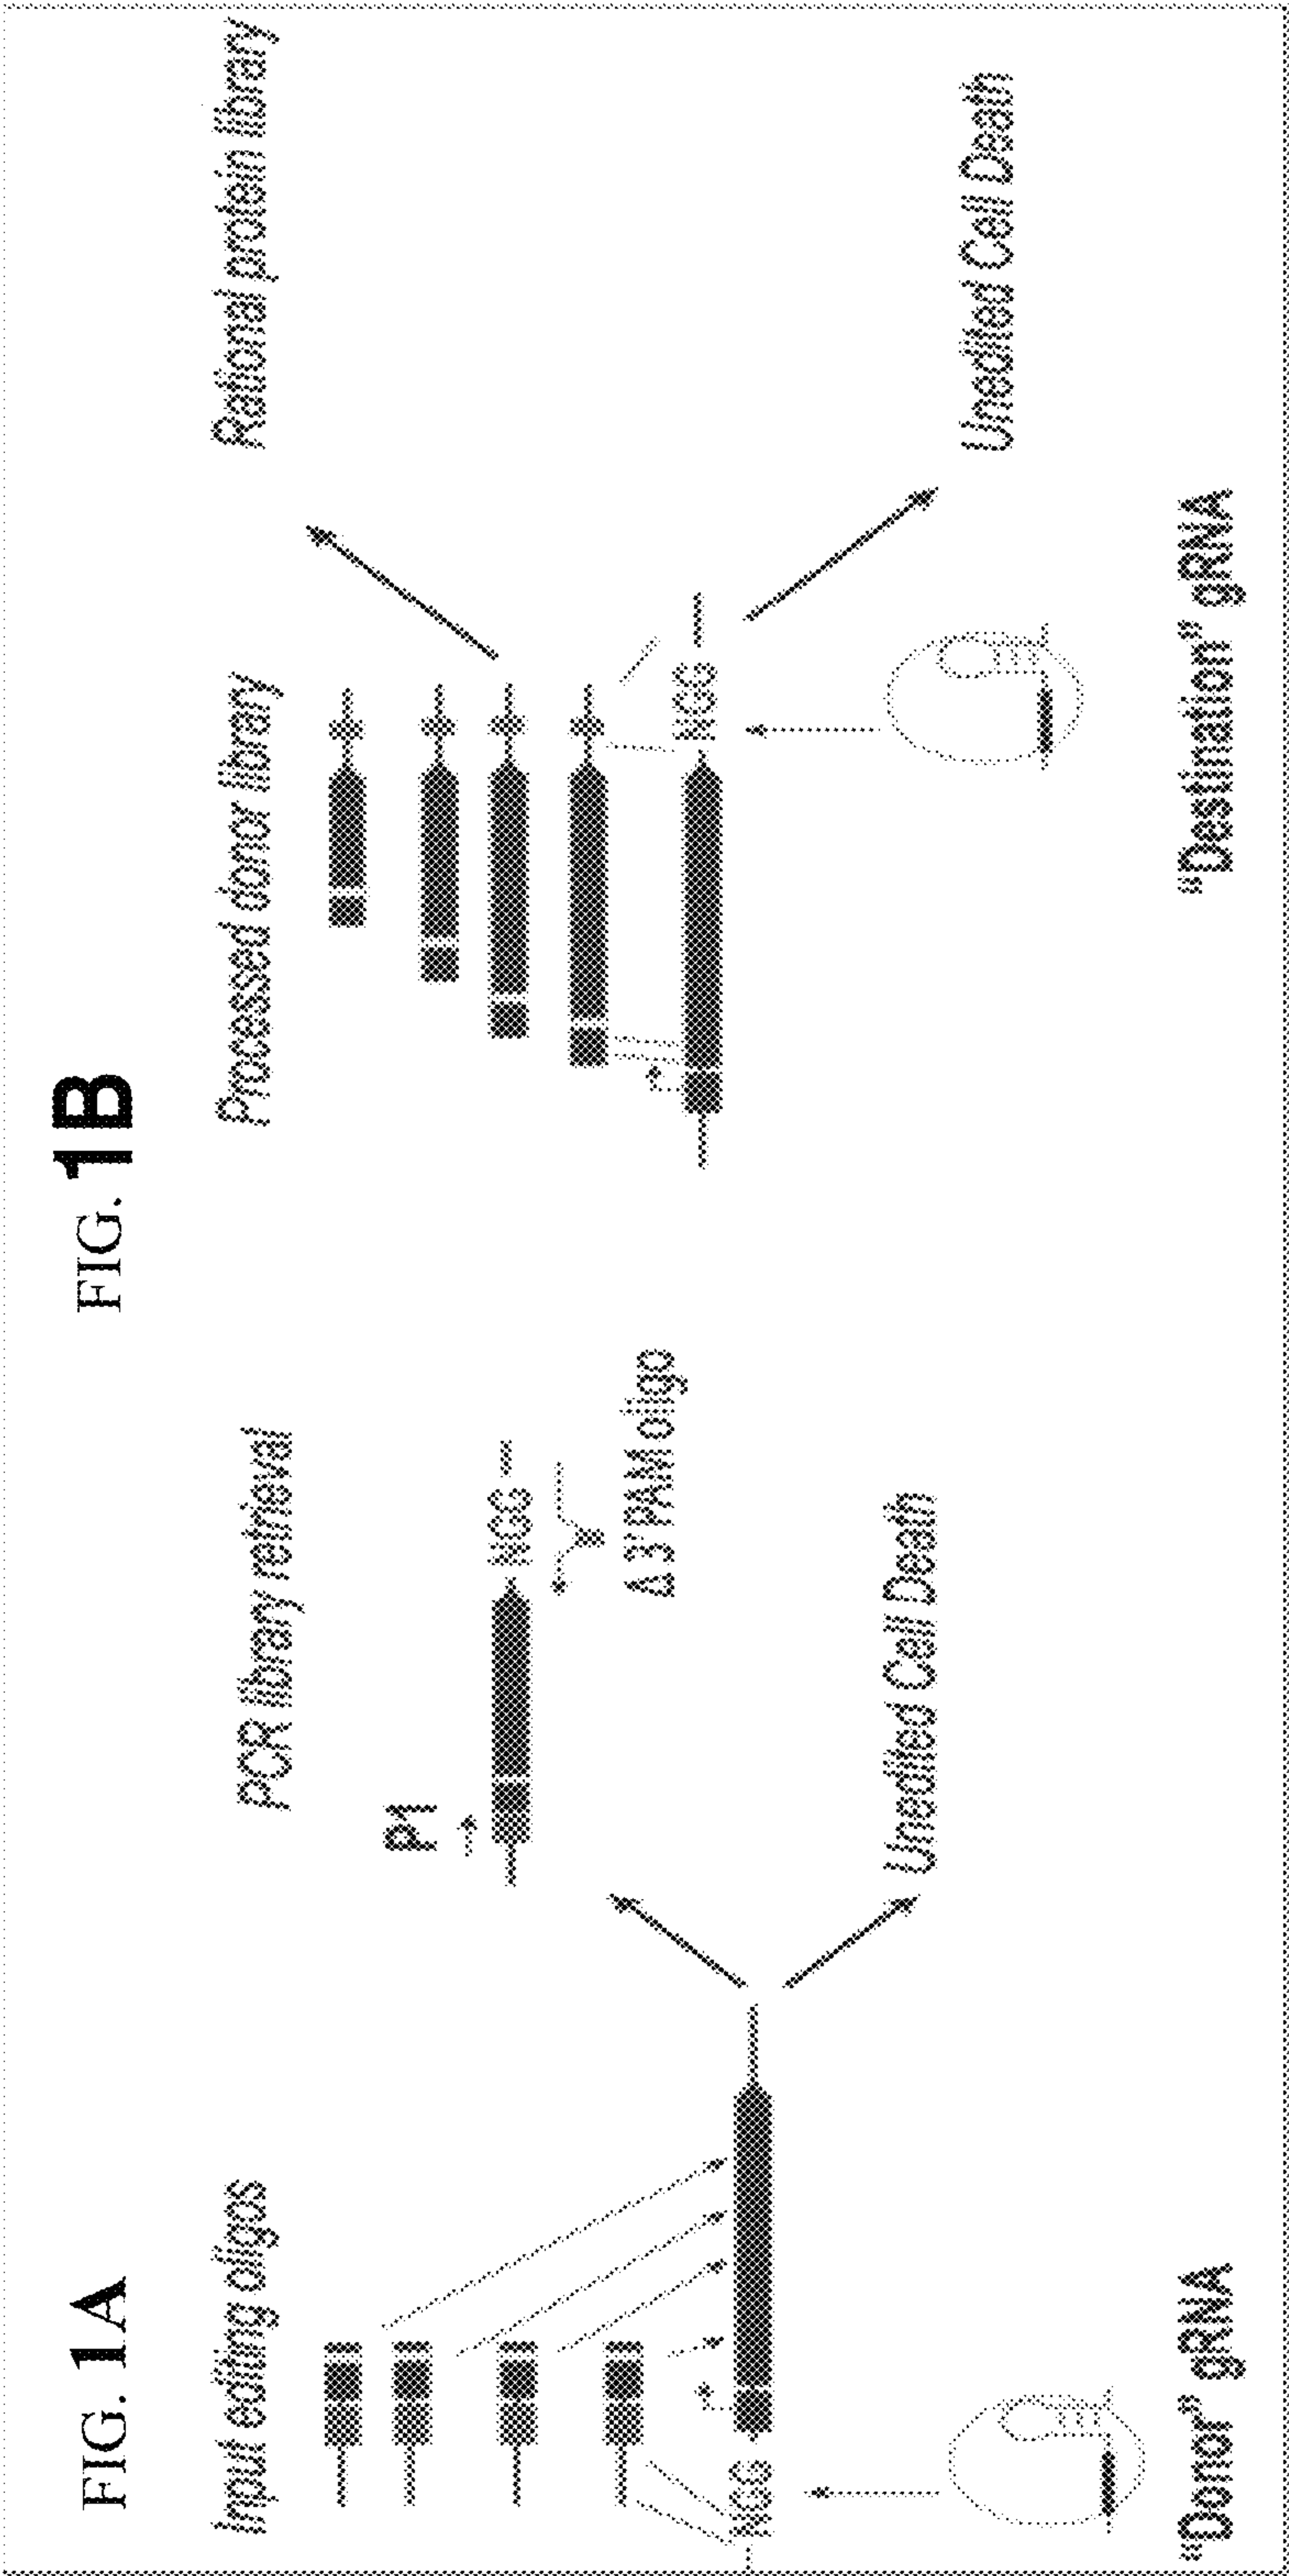 FIG. 1A
Input editing oligos
NGG
"Donor" gRNA
PCR library retrieval
P1
NGG
Δ 3' PAM oligo
Unedited Cell Death
FIG. 1B
Processed donor library
NGG
"Destination" gRNA
Rational protein library
Unedited Cell Death